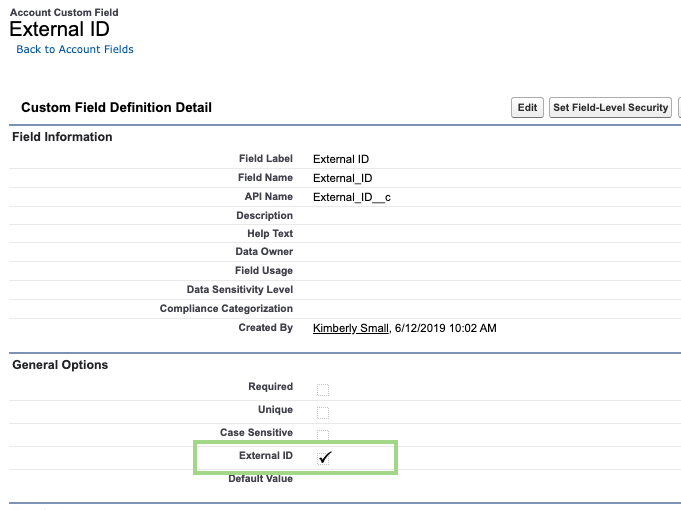 Account Custom Field
External ID
Back to Account Fields
Custom Field Definition Detail Edit Set Field-Level Security
Field Information
Field Label External ID
Field Name External_ID
API Name External_ID__c
Description
Help Text
Data Owner
Field Usage
Data Sensitivity Level
Compliance Categorization
Created By Kimberly Small, 6/12/2019 10:02 AM
General Options
Required
Unique
Case Sensitive
External ID
Default Value